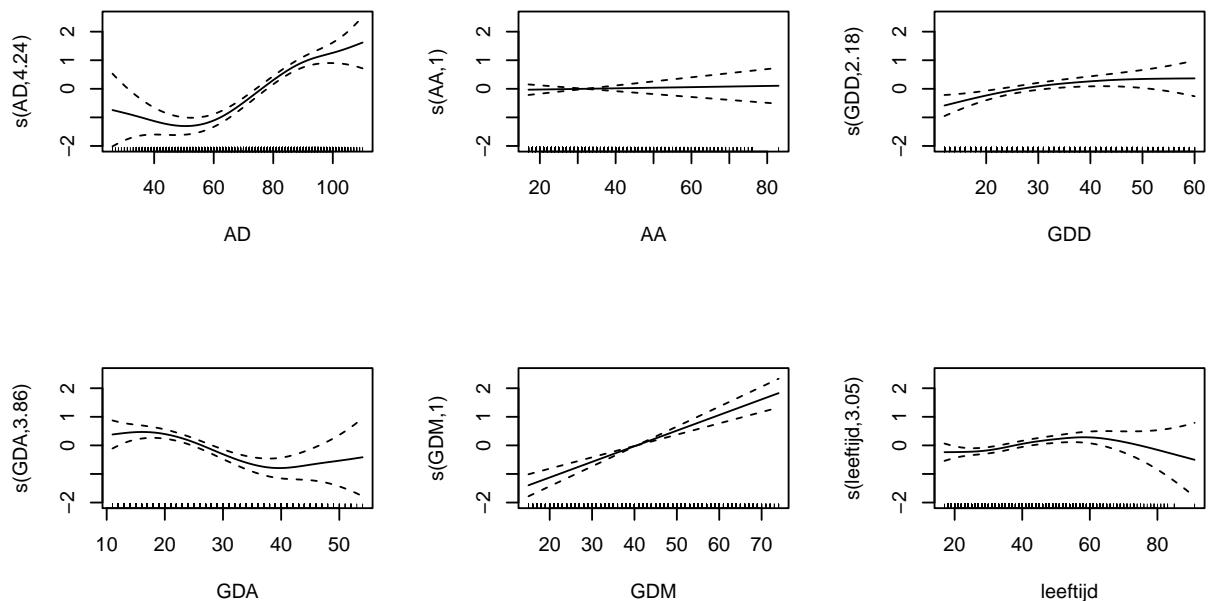 s(AD,4.24)
2
1
0
−2
40 60 80 100
AD
s(AA,1)
2
1
0
−2
20 40 60 80
AA
s(GDD,2.18)
2
1
0
−2
20 30 40 50 60
GDD
s(GDA,3.86)
2
1
0
−2
10 20 30 40 50
GDA
s(GDM,1)
2
1
0
−2
20 30 40 50 60 70
GDM
s(leeftijd,3.05)
2
1
0
−2
20 40 60 80
leeftijd